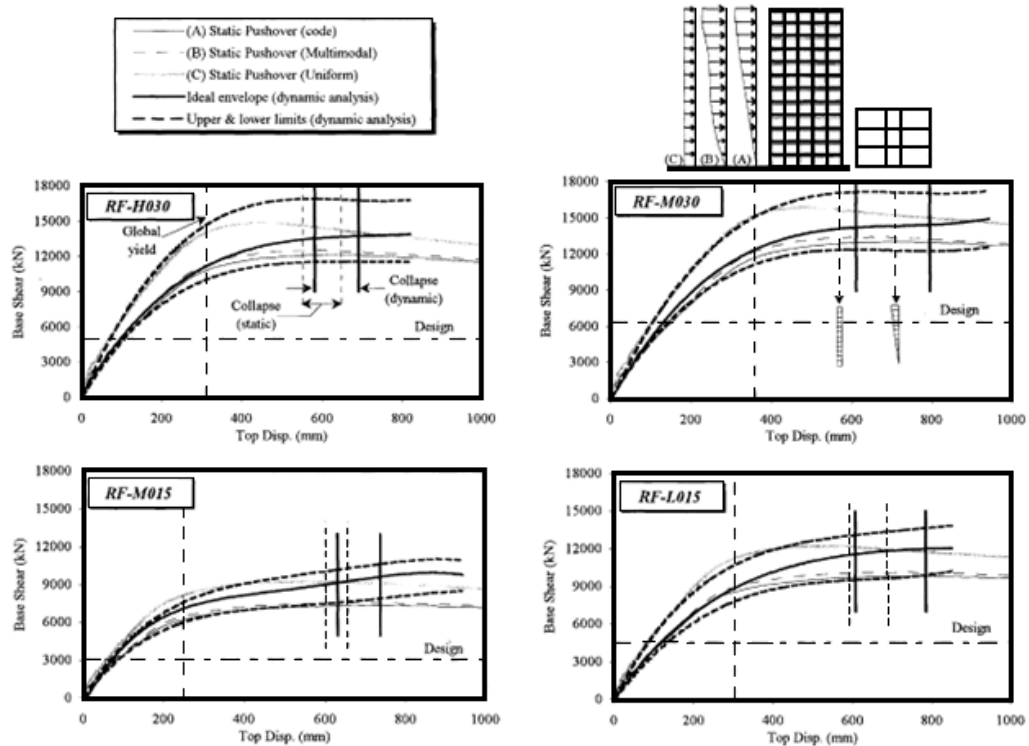 (A) Static Pushover (code)
(B) Static Pushover (Multimodal)
(C) Static Pushover (Uniform)
Ideal envelope (dynamic analysis)
Upper & lower limits (dynamic analysis)
(C) (B) (A)
RF-H030
Global
yield
Collapse
(static)
Collapse
(dynamic)
Design
Base Shear (kN)
18000
15000
12000
9000
6000
3000
0
0 200 400 600 800 1000
Top Disp. (mm)
RF-M030
Design
Base Shear (kN)
18000
15000
12000
9000
6000
3000
0
0 200 400 600 800 1000
Top Disp. (mm)
RF-M015
Design
Base Shear (kN)
18000
15000
12000
9000
6000
3000
0
0 200 400 600 800 1000
Top Disp. (mm)
RF-L015
Design
Base Shear (kN)
18000
15000
12000
9000
6000
3000
0
0 200 400 600 800 1000
Top Disp. (mm)